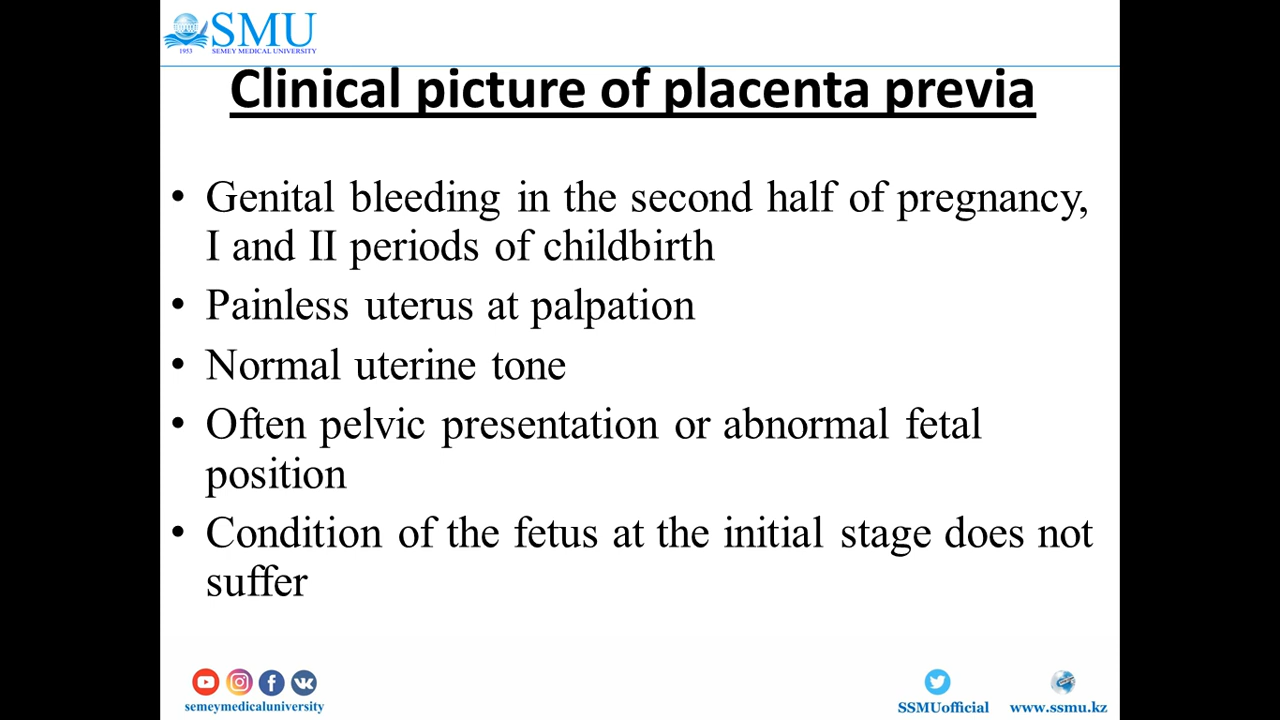 SMU
1953 SEMEY MEDICAL UNIVERSITY
Clinical picture of placenta previa
• Genital bleeding in the second half of pregnancy,
I and II periods of childbirth
• Painless uterus at palpation
• Normal uterine tone
• Often pelvic presentation or abnormal fetal
position
• Condition of the fetus at the initial stage does not
suffer
semeymedicaluniversity
SSMUofficial
www.ssmu.kz